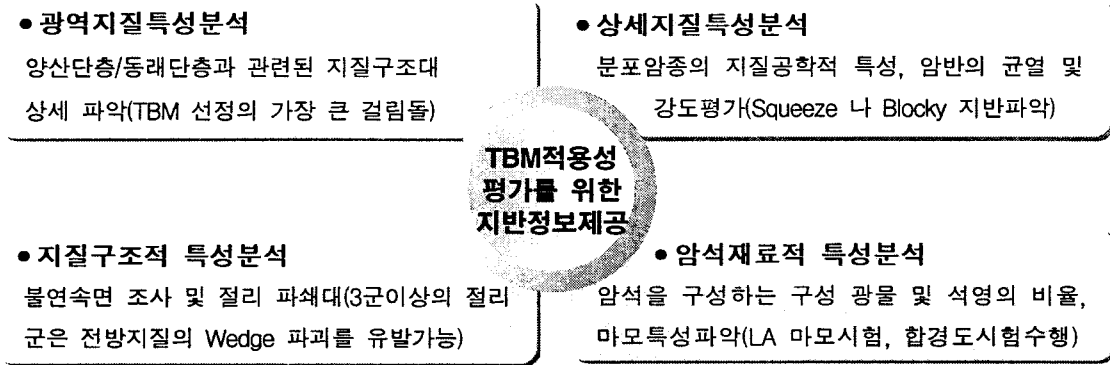 ● 광역지질특성분석
양산단층/동래단층과 관련된 지질구조대
상세 파악(TBM 선정의 가장 큰 걸림돌)
● 상세지질특성분석
분포암종의 지질공학적 특성, 암반의 균열 및
강도평가(Squeeze 나 Blocky 지반파악)
TBM적용성
평가를 위한
지반정보제공
● 지질구조적 특성분석
불연속면 조사 및 절리 파쇄대(3군이상의 절리
군은 전방지질의 Wedge 파괴를 유발가능)
● 암석재료적 특성분석
암석을 구성하는 구성 광물 및 석영의 비율,
마모특성파악(LA 마모시험, 합경도시험수행)